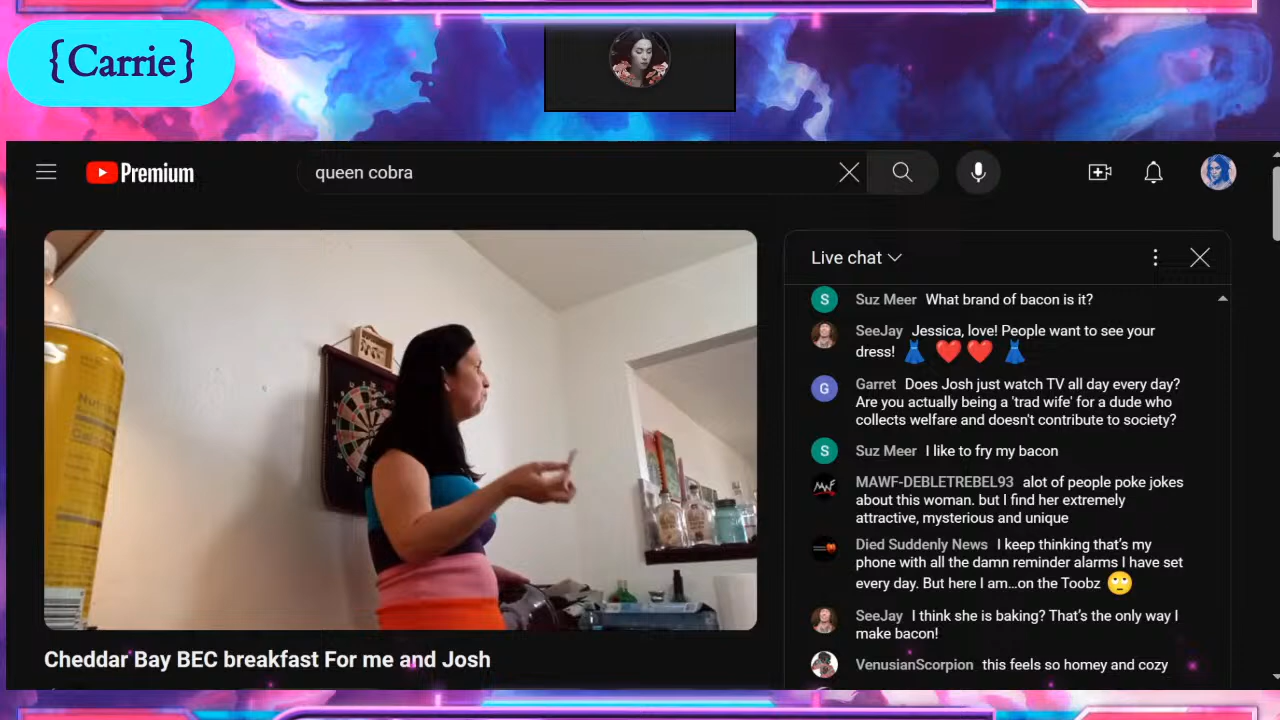 {Carrie}
Premium
queen cobra
Live chat
S Suz Meer What brand of bacon is it?
SeeJay Jessica, love! People want to see your
dress! 👗 ❤️ ❤️ 👗
G Garret Does Josh just watch TV all day every day?
Are you actually being a 'trad wife' for a dude who
collects welfare and doesn't contribute to society?
S Suz Meer I like to fry my bacon
MAWF-DEBLETREBEL93 alot of people poke jokes
about this woman. but I find her extremely
attractive, mysterious and unique
Died Suddenly News I keep thinking that's my
phone with all the damn reminder alarms I have set
every day. But here I am...on the Toobz 🙄
SeeJay I think she is baking? That's the only way I
make bacon!
VenusianScorpion this feels so homey and cozy
Cheddar Bay BEC breakfast For me and Josh